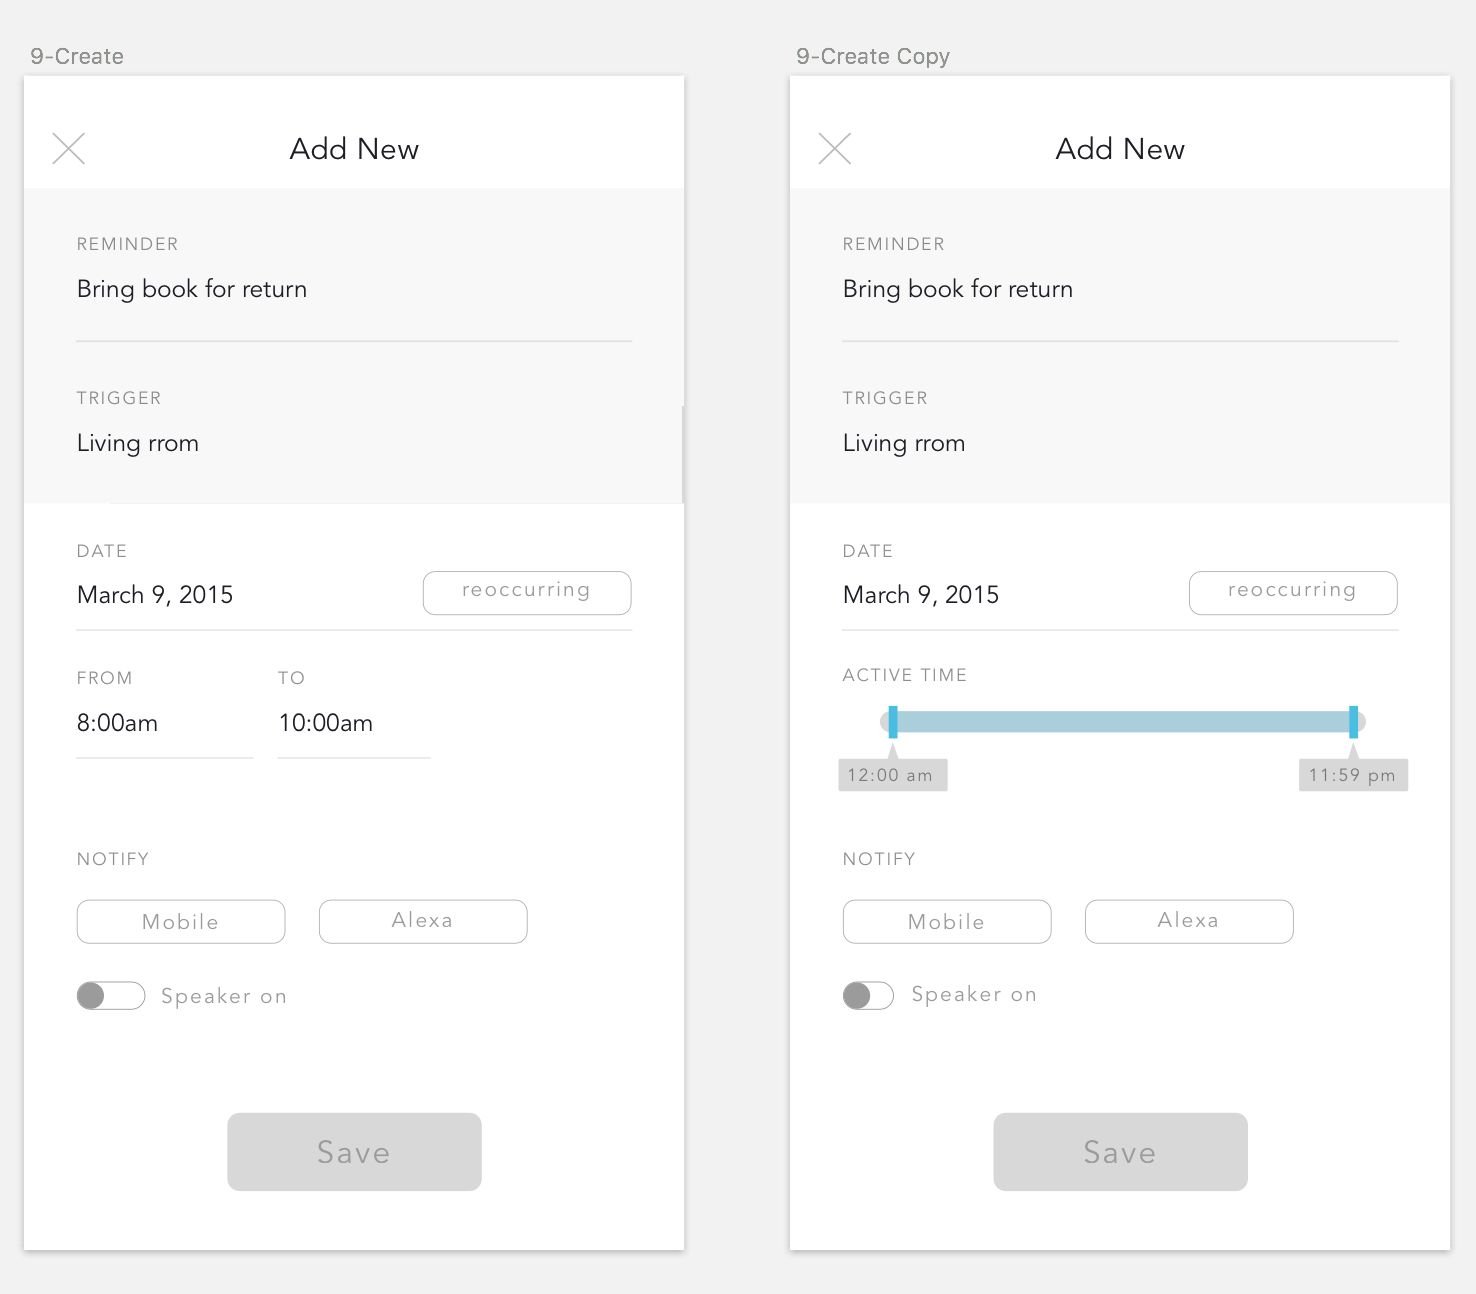 9-Create
Add New
REMINDER
Bring book for return
TRIGGER
Living rrom
DATE
March 9, 2015
reoccurring
FROM
TO
8:00am
10:00am
NOTIFY
Mobile
Alexa
Speaker on
Save
9-Create Copy
Add New
REMINDER
Bring book for return
TRIGGER
Living rrom
DATE
March 9, 2015
reoccurring
ACTIVE TIME
12:00 am
11:59 pm
NOTIFY
Mobile
Alexa
Speaker on
Save